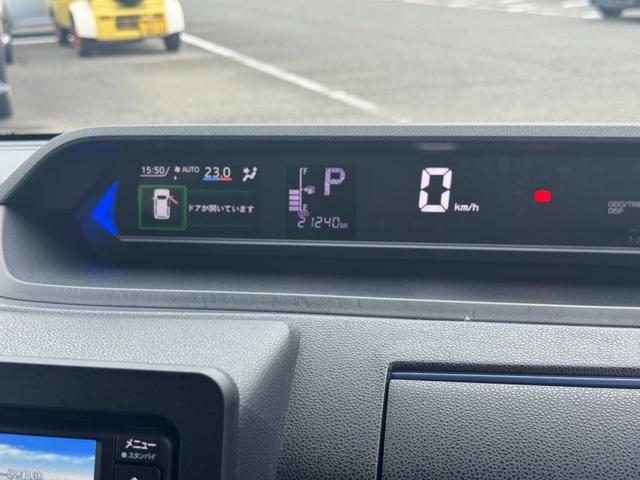 15:50 AUTO 23.0
ドアが開いています
F
P
E
21240km
0 km/h
ODO/TRIP
DISP
メニュー
スタンバイ